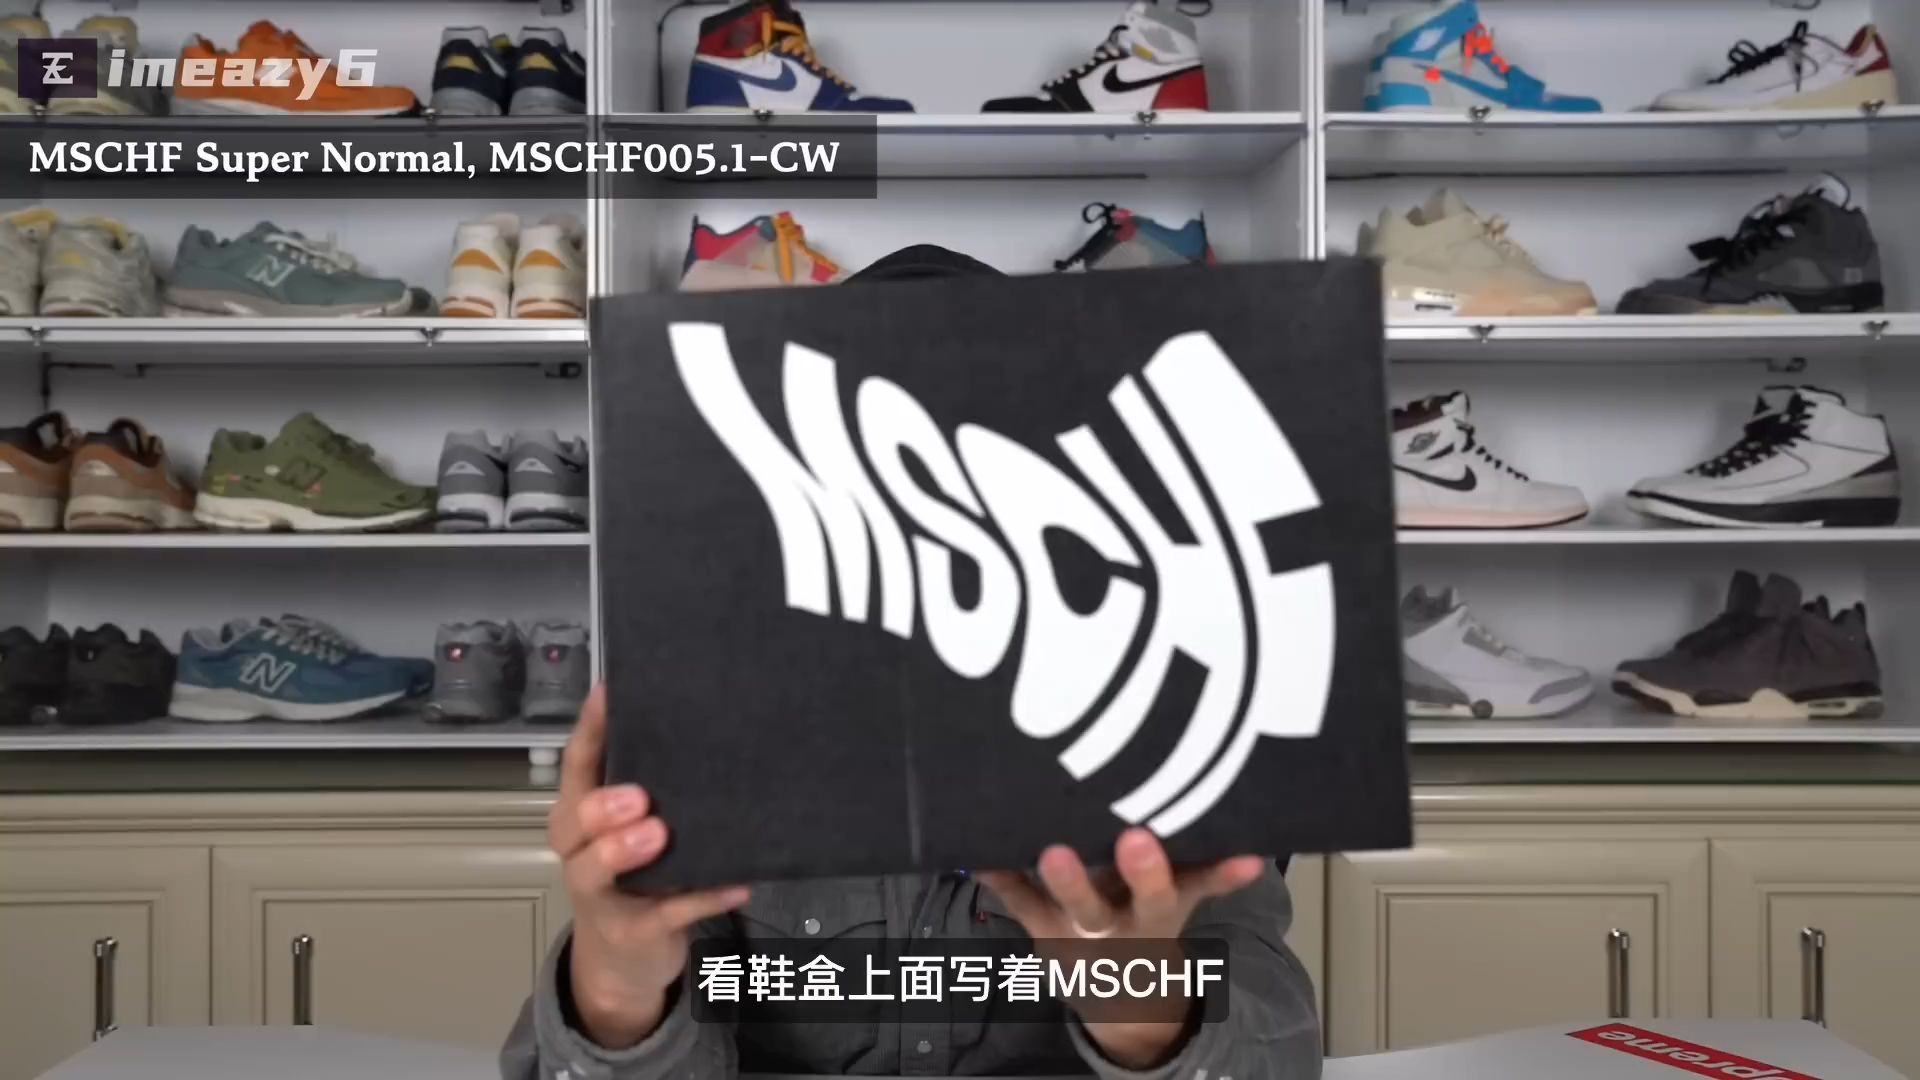 imeazy6
MSCHF Super Normal, MSCHF005.1-CW
MSCHF
看鞋盒上面写着MSCHF
preme